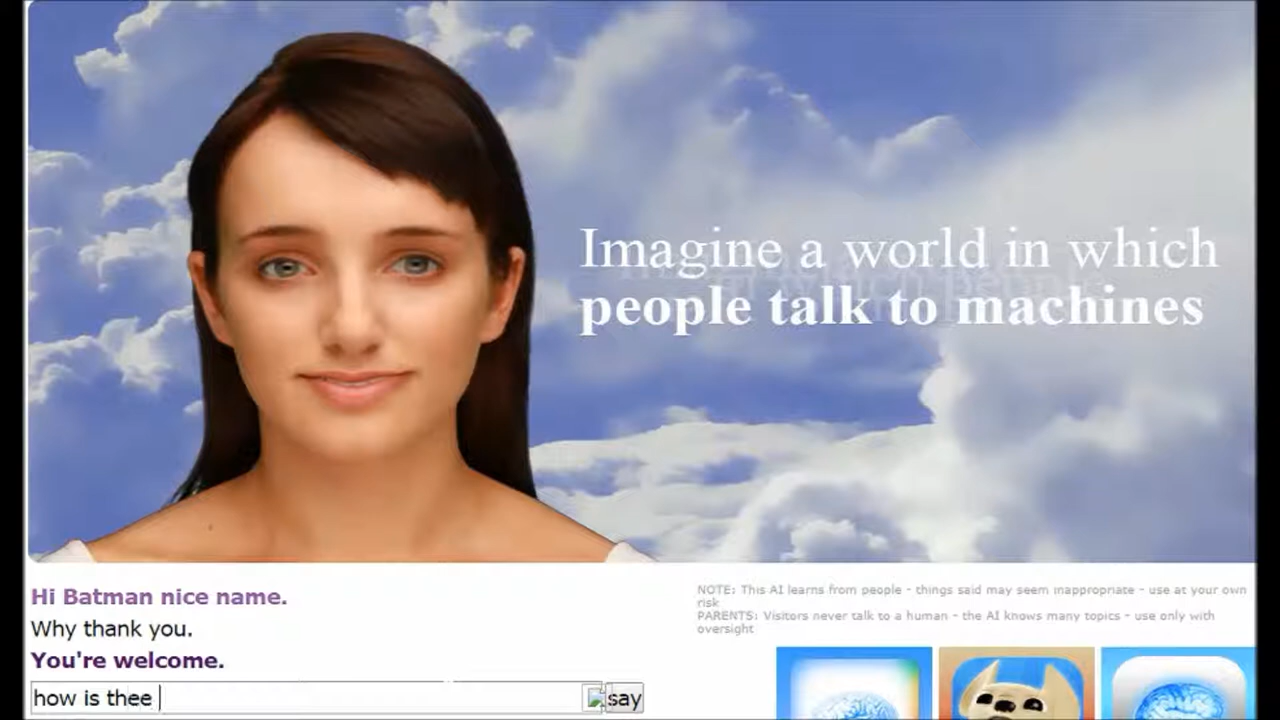 Imagine a world in which
people talk to machines
Hi Batman nice name.
Why thank you.
You're welcome.
how is thee
say
NOTE: This AI learns from people - things said may seem inappropriate - use at your own
risk
PARENTS: Visitors never talk to a human - the AI knows many topics - use only with
oversight